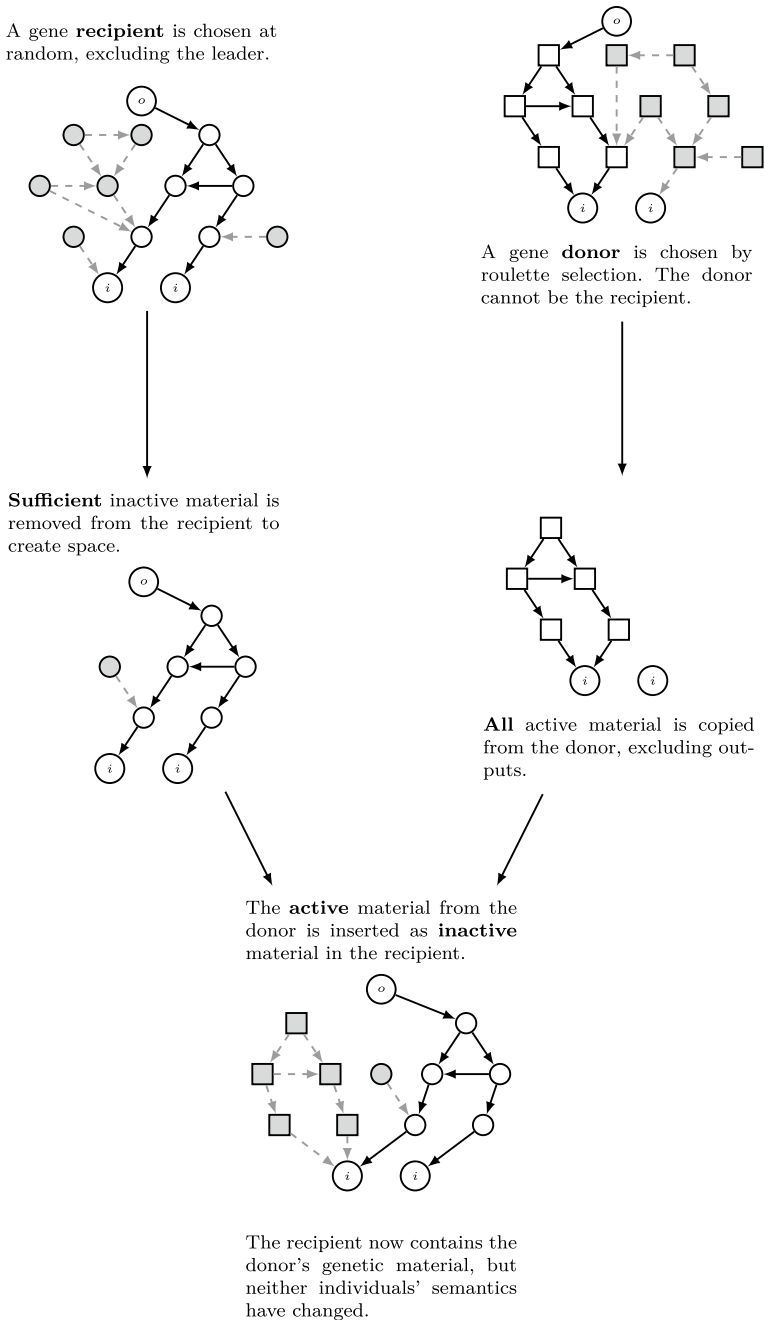 A gene recipient is chosen at
random, excluding the leader.
o
i
i
o
i
i
A gene donor is chosen by
roulette selection. The donor
cannot be the recipient.
Sufficient inactive material is
removed from the recipient to
create space.
o
i
i
i
i
All active material is copied
from the donor, excluding out-
puts.
The active material from the
donor is inserted as inactive
material in the recipient.
o
i
i
The recipient now contains the
donor's genetic material, but
neither individuals' semantics
have changed.